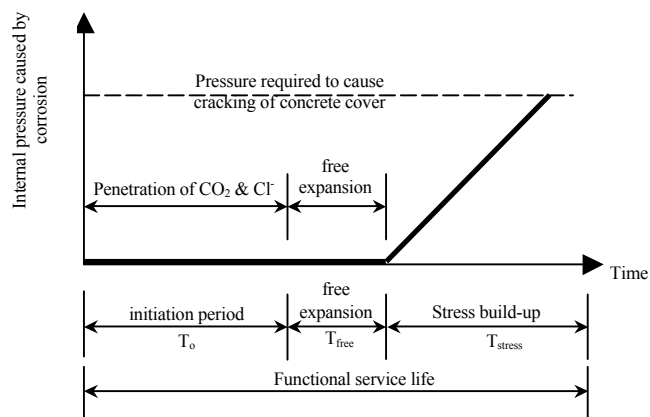 Internal pressure caused by
corrosion
Pressure required to cause
cracking of concrete cover
free
expansion
Penetration of CO₂ & Cl⁻
Time
initiation period
Tₒ
free
expansion
T_free
Stress build-up
T_stress
Functional service life